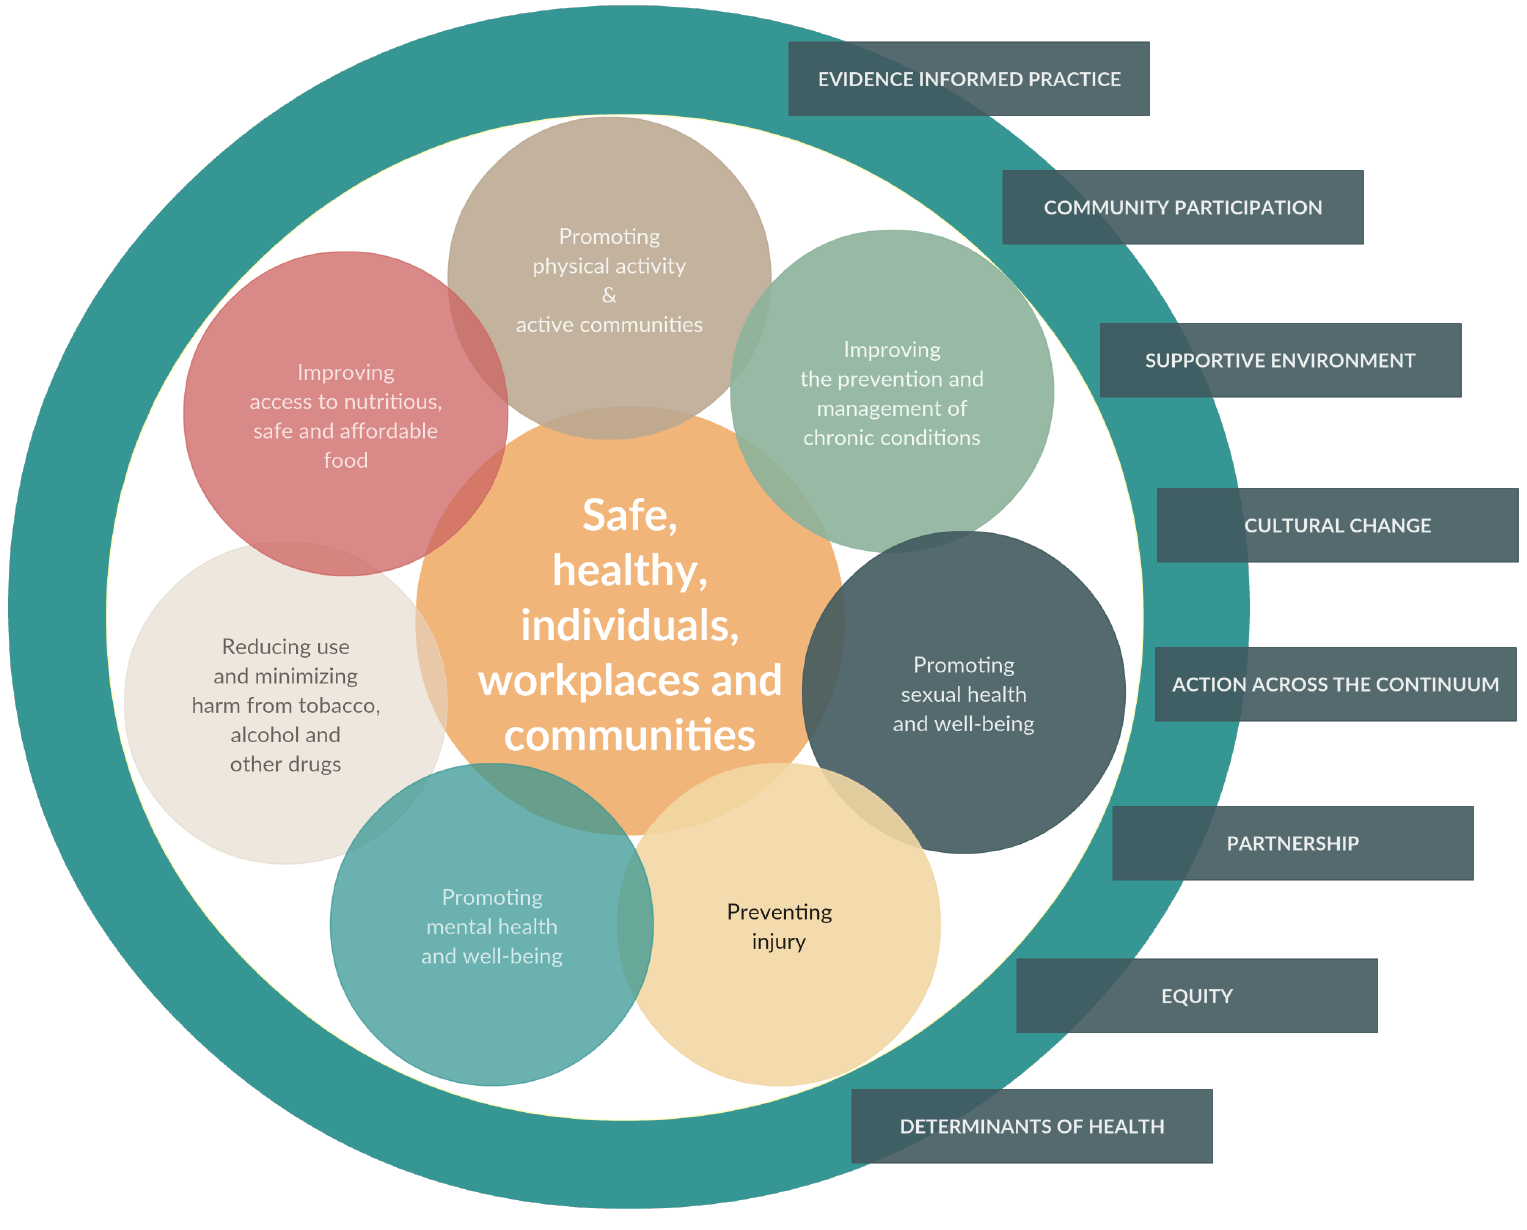 EVIDENCE INFORMED PRACTICE
COMMUNITY PARTICIPATION
Promoting
physical activity
&
active communities
Improving
the prevention and
management of
chronic conditions
SUPPORTIVE ENVIRONMENT
Improving
access to nutritious,
safe and affordable
food
Safe,
healthy,
individuals,
workplaces and
communities
CULTURAL CHANGE
Reducing use
and minimizing
harm from tobacco,
alcohol and
other drugs
Promoting
sexual health
and well-being
ACTION ACROSS THE CONTINUUM
PARTNERSHIP
Promoting
mental health
and well-being
Preventing
injury
EQUITY
DETERMINANTS OF HEALTH